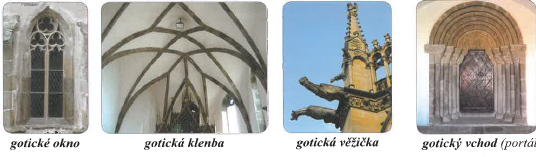 gotické okno
gotická klenba
gotická věžička
gotický vchod (portál